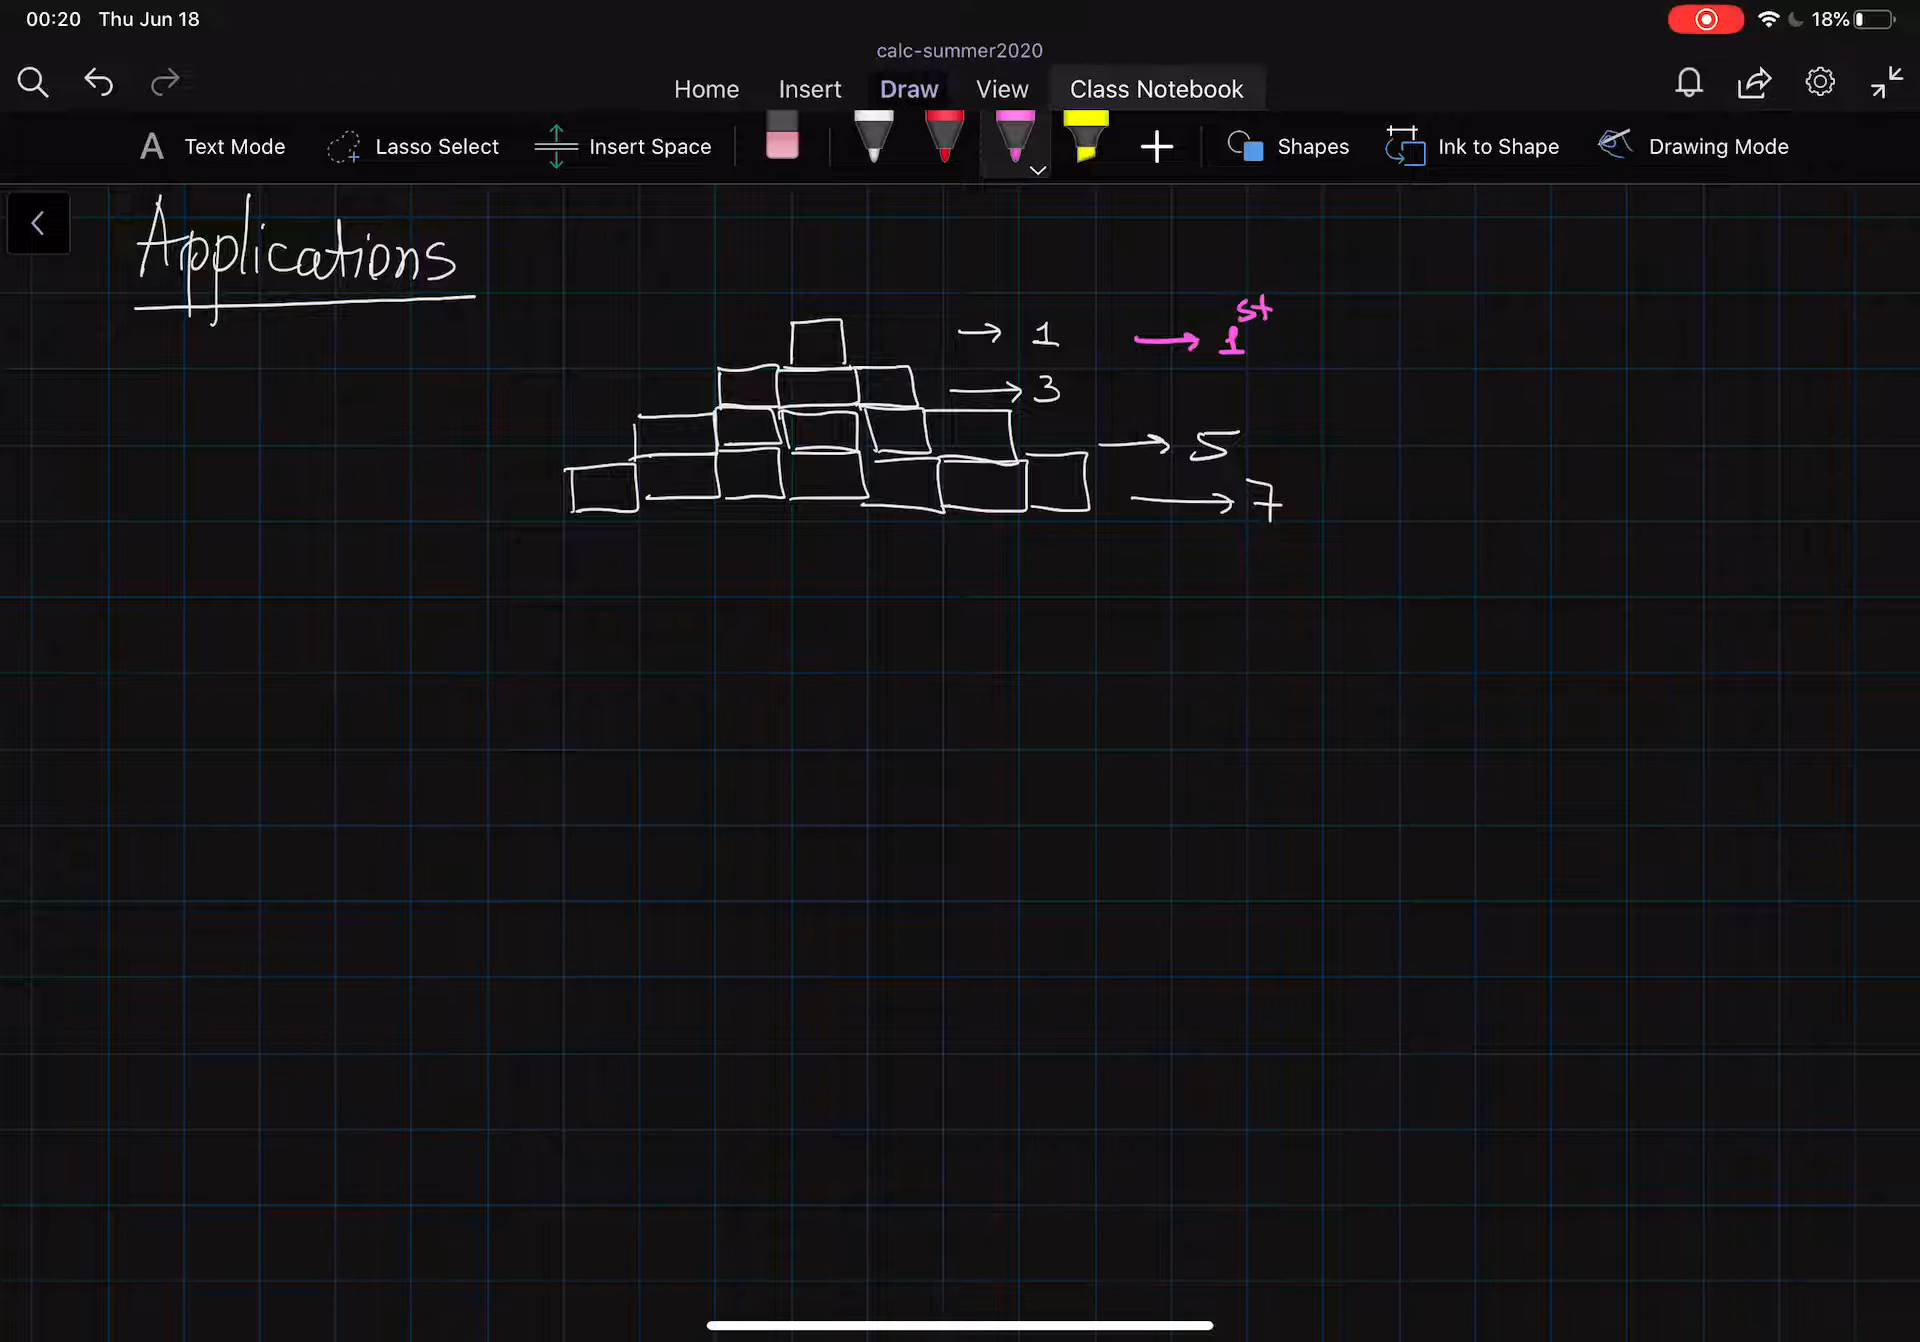 00:20 Thu Jun 18 18%
calc-summer2020
Home Insert Draw View Class Notebook
A Text Mode Lasso Select Insert Space Shapes Ink to Shape Drawing Mode
Applications
→ 1 → 1st
→ 3
→ 5
→ 7